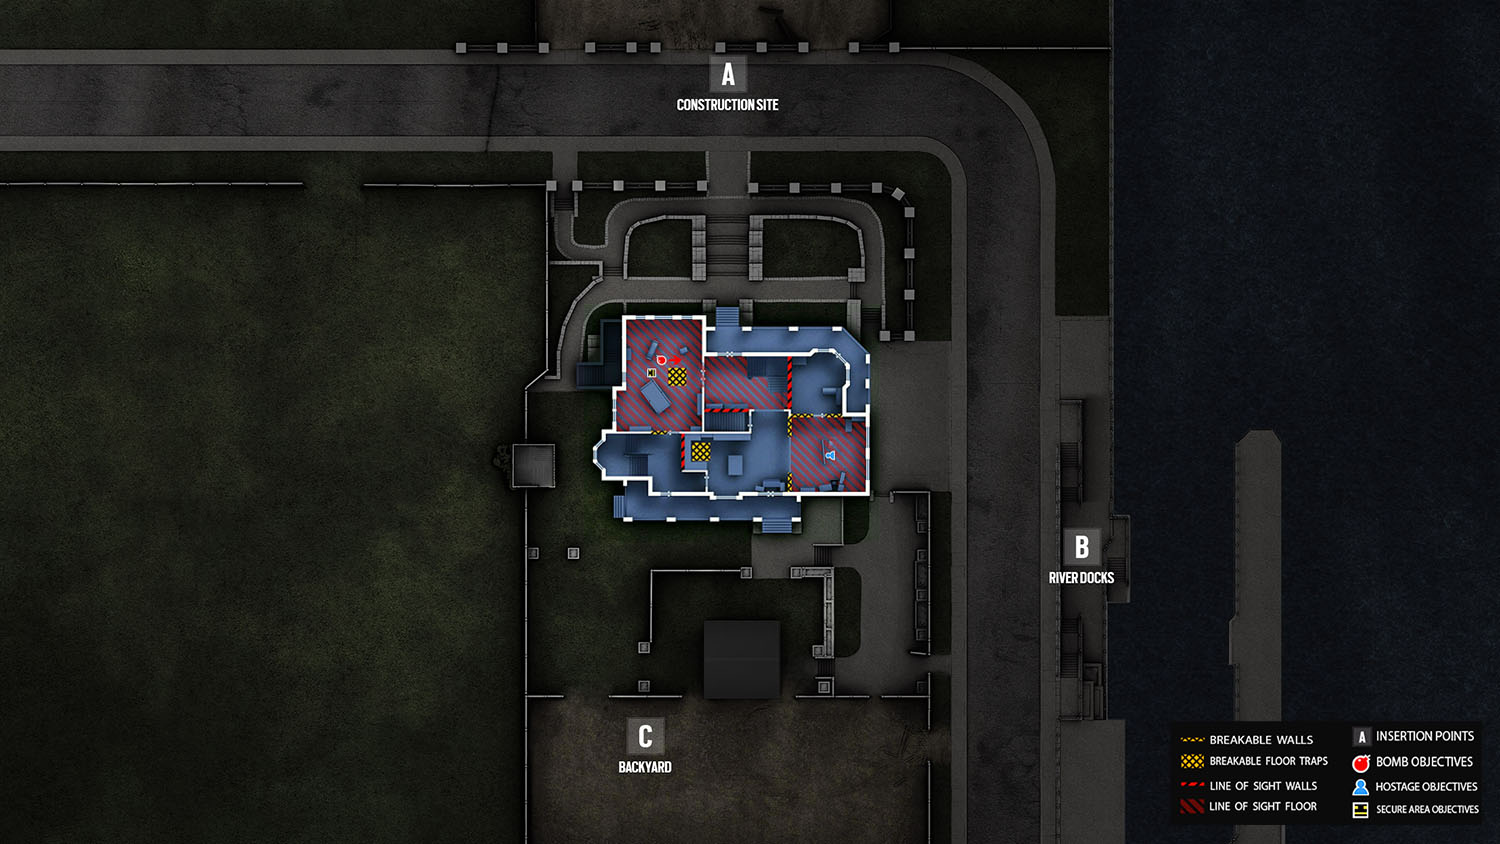 A
CONSTRUCTION SITE
B
RIVER DOCKS
C
BACKYARD
BREAKABLE WALLS
BREAKABLE FLOOR TRAPS
LINE OF SIGHT WALLS
LINE OF SIGHT FLOOR
A INSERTION POINTS
BOMB OBJECTIVES
HOSTAGE OBJECTIVES
SECURE AREA OBJECTIVES